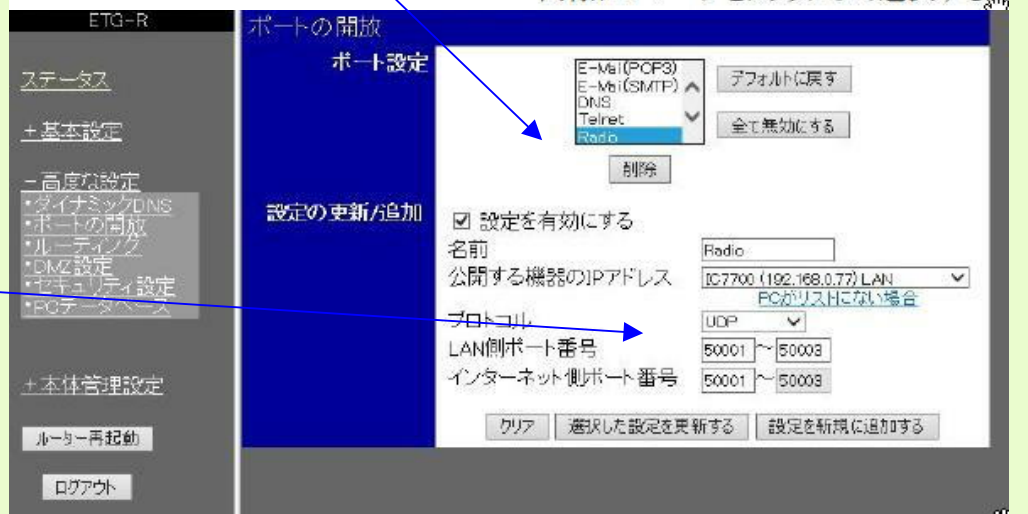 ETG-R
ステータス
+基本設定
-高度な設定
・ダイナミックDNS
・ポートの開放
・ルーティング
・DMZ設定
・セキュリティ設定
・PCデータベース
+本体管理設定
ルーター再起動
ログアウト
ポートの開放
ポート設定
E-Mail(POP3)
E-Mail(SMTP)
DNS
Telnet
Radio
デフォルトに戻す
全て無効にする
削除
設定の更新/追加
設定を有効にする
名前 Radio
公開する機器のIPアドレス IC7700 (192.168.0.77) LAN
PCがリストにない場合
プロトコル UDP
LAN側ポート番号 50001 ~ 50003
インターネット側ポート番号 50001 ~ 50003
クリア 選択した設定を更新する 設定を新規に追加する